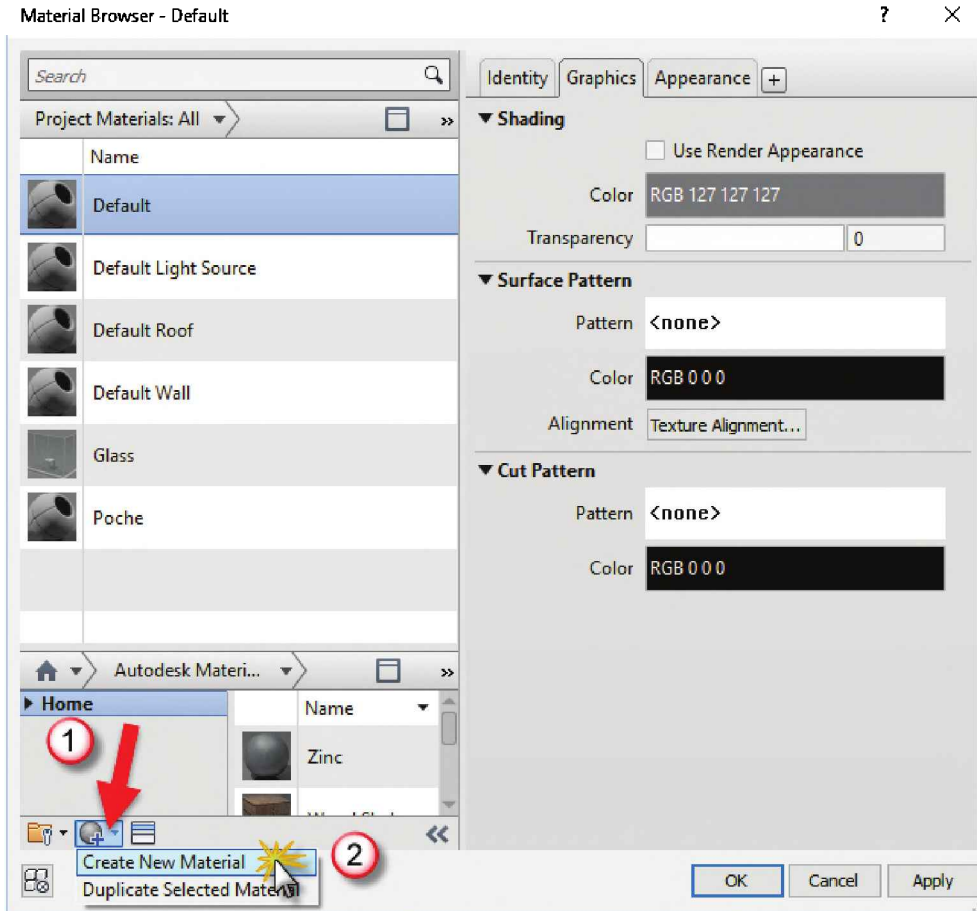 Material Browser - Default
?
Search
Project Materials: All
»
Name
Default
Default Light Source
Default Roof
Default Wall
Glass
Poche
Autodesk Materi...
»
Home
Name
Zinc
1
2
Create New Material
Duplicate Selected Material
Identity
Graphics
Appearance
+
Shading
Use Render Appearance
Color
RGB 127 127 127
Transparency
0
Surface Pattern
Pattern
<none>
Color
RGB 0 0 0
Alignment
Texture Alignment...
Cut Pattern
Pattern
<none>
Color
RGB 0 0 0
OK
Cancel
Apply